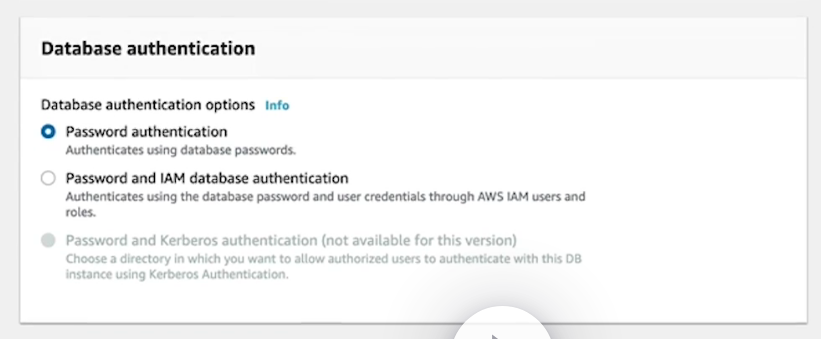 Database authentication
Database authentication options Info
Password authentication
Authenticates using database passwords.
Password and IAM database authentication
Authenticates using the database password and user credentials through AWS IAM users and
roles.
Password and Kerberos authentication (not available for this version)
Choose a directory in which you want to allow authorized users to authenticate with this DB
instance using Kerberos Authentication.